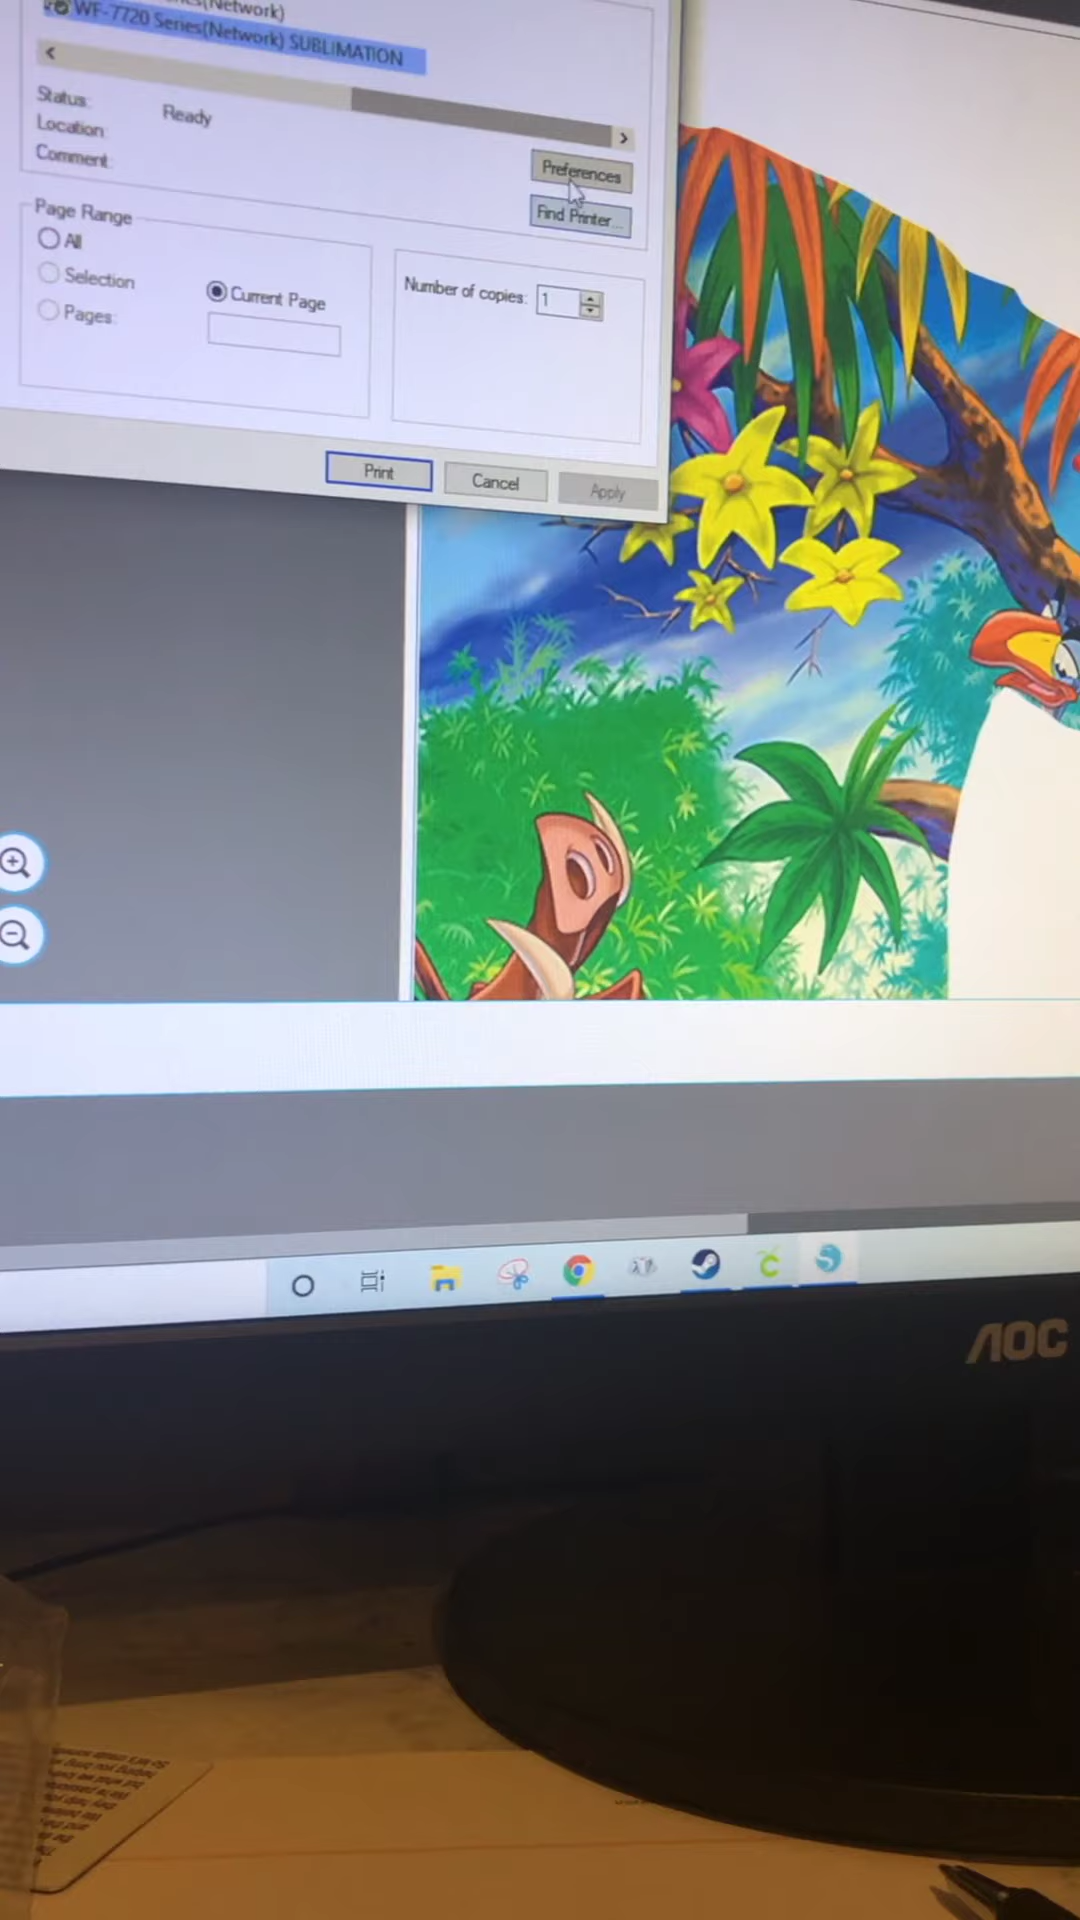 (Network)
WF-7720 Series(Network) SUBLIMATION
Status:
Ready
Location:
Comment:
Preferences
Find Printer...
Page Range
All
Selection
Current Page
Pages:
Number of copies: 1
Print
Cancel
Apply
AOC